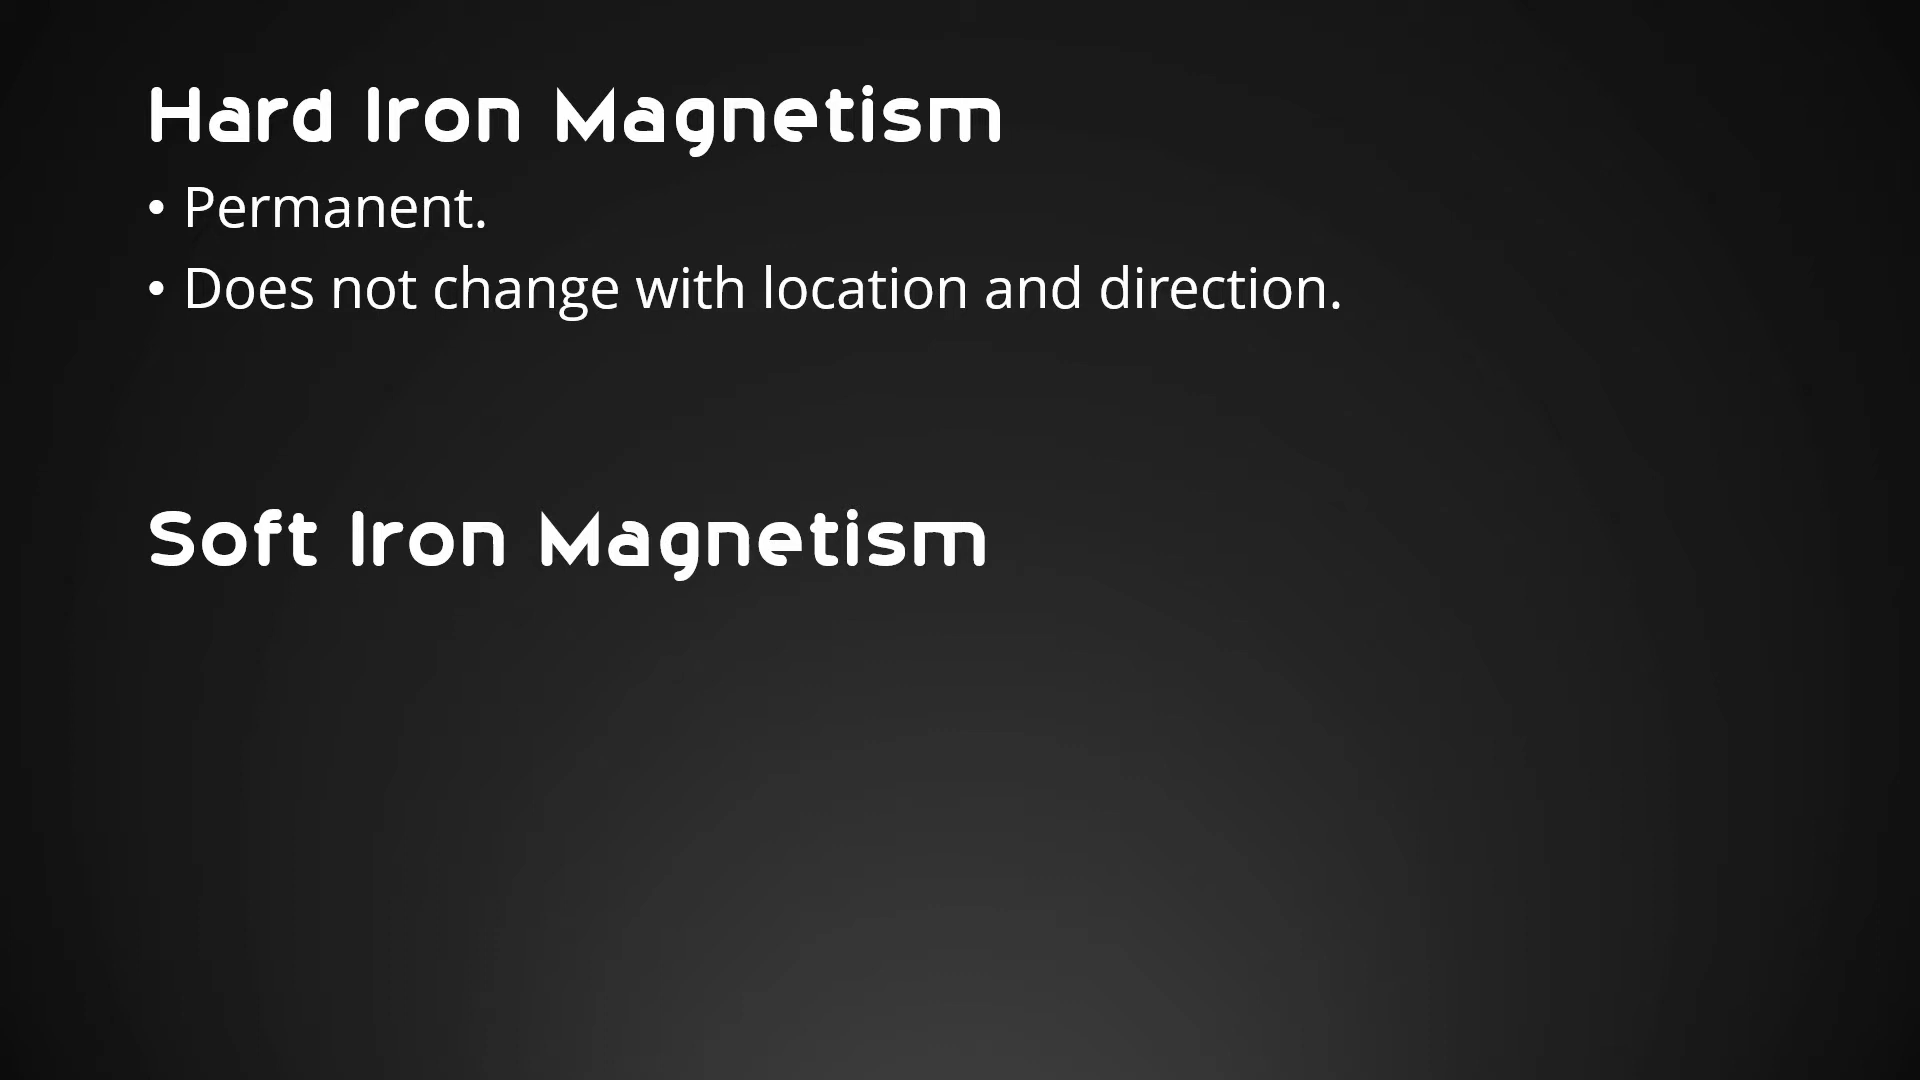 Hard Iron Magnetism
• Permanent.
• Does not change with location and direction.
Soft Iron Magnetism